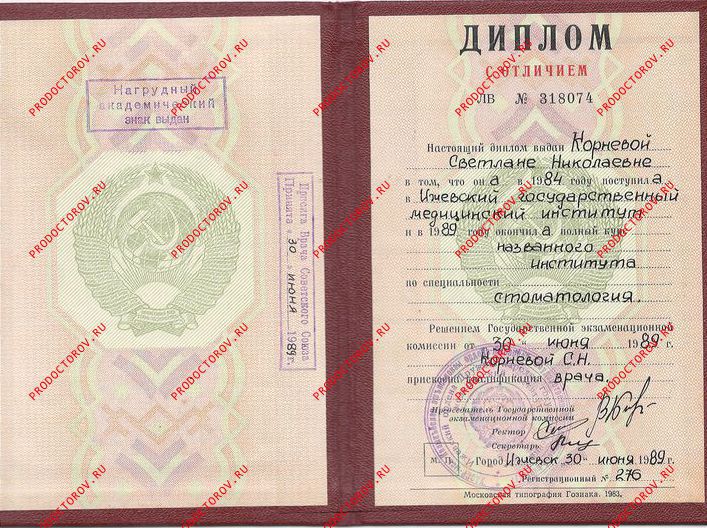 Нагрудный
академический
знак выдан
Присяга Врача Советского Союза
Принята « 30 » июня 1989 г.
ДИПЛОМ
С ОТЛИЧИЕМ
ЛВ № 318074
Настоящий диплом выдан Корневой
Светлане Николаевне
в том, что она в 1984 году поступила
в Ижевский государственный
медицинский институт
и в 1989 году окончила полный курс
названного
института
по специальности
стоматология.
Решением Государственной экзаменационной
комиссии от „30“ июня 1989 г.
Корневой С.Н.
присвоена квалификация врача
Председатель Государственной
экзаменационной комиссии
Ректор
Секретарь
М. П. Город Ижевск „30“ июня 1989 г.
Регистрационный № 276
Московская типография Гознака. 1983.
PRODOCTOROV.RU